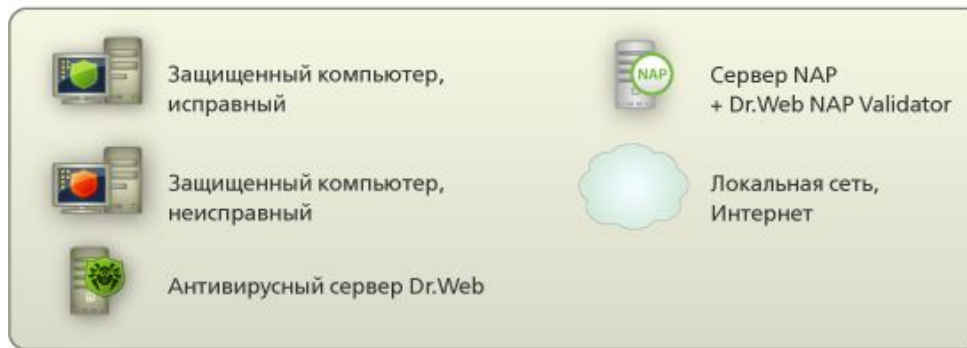 Защищенный компьютер,
исправный
Защищенный компьютер,
неисправный
Антивирусный сервер Dr.Web
NAP
Сервер NAP
+ Dr.Web NAP Validator
Локальная сеть,
Интернет